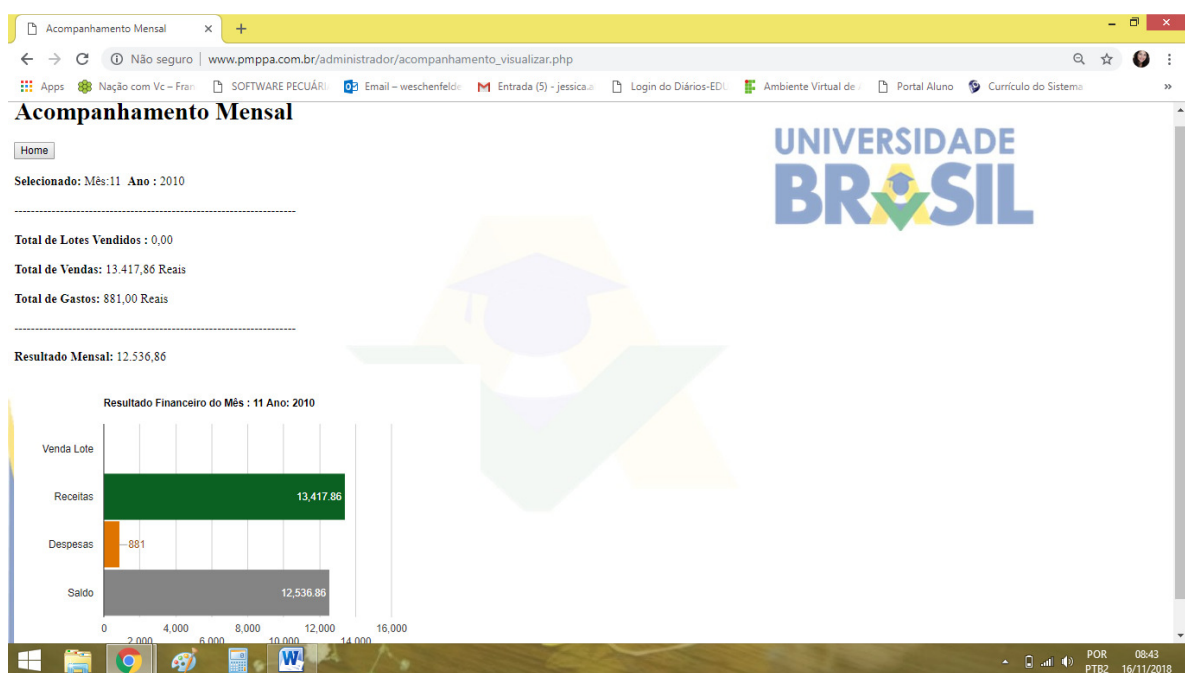 Acompanhamento Mensal
Não seguro | www.pmppa.com.br/administrador/acompanhamento_visualizar.php
Apps Nação com Vc – Fran SOFTWARE PECUÁRI Email – weschenfelde Entrada (5) - jessica.a Login do Diários-EDU Ambiente Virtual de Portal Aluno Currículo do Sistema »
Acompanhamento Mensal
Home
Selecionado: Mês:11 Ano : 2010
----------------------------------------------------------------------
Total de Lotes Vendidos : 0,00
Total de Vendas: 13.417,86 Reais
Total de Gastos: 881,00 Reais
----------------------------------------------------------------------
Resultado Mensal: 12.536,86
UNIVERSIDADE
BRASIL
Resultado Financeiro do Mês : 11 Ano: 2010
Venda Lote
Receitas 13,417.86
Despesas 881
Saldo 12,536.86
0 4,000 8,000 12,000 16,000
2,000 6,000 10,000 14,000
POR 08:43
PTB2 16/11/2018